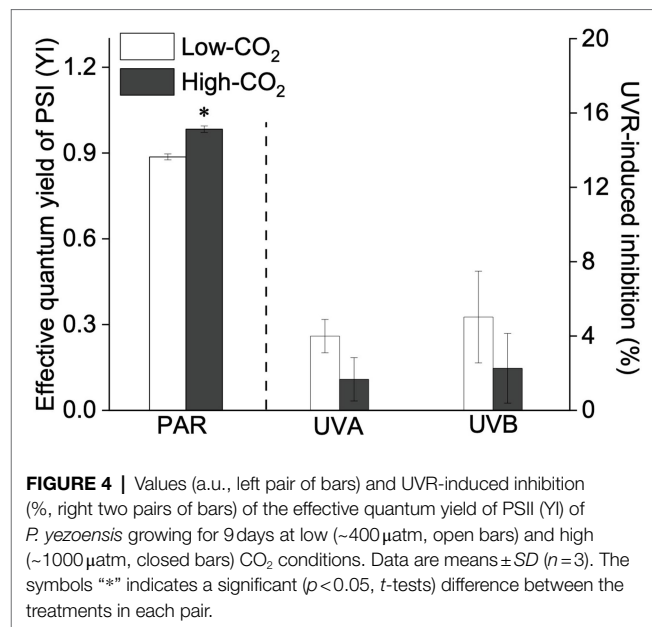 Low-CO₂
High-CO₂
*
Effective quantum yield of PSI (YI)
1.2
0.9
0.6
0.3
0.0
20
16
12
8
4
0
UVR-induced inhibition
(%)
PAR UVA UVB
FIGURE 4 | Values (a.u., left pair of bars) and UVR-induced inhibition
(%, right two pairs of bars) of the effective quantum yield of PSII (YI) of
P. yezoensis growing for 9 days at low (~400 μatm, open bars) and high
(~1000 μatm, closed bars) CO₂ conditions. Data are means ± SD (n = 3). The
symbols “*” indicates a significant (p < 0.05, t-tests) difference between the
treatments in each pair.